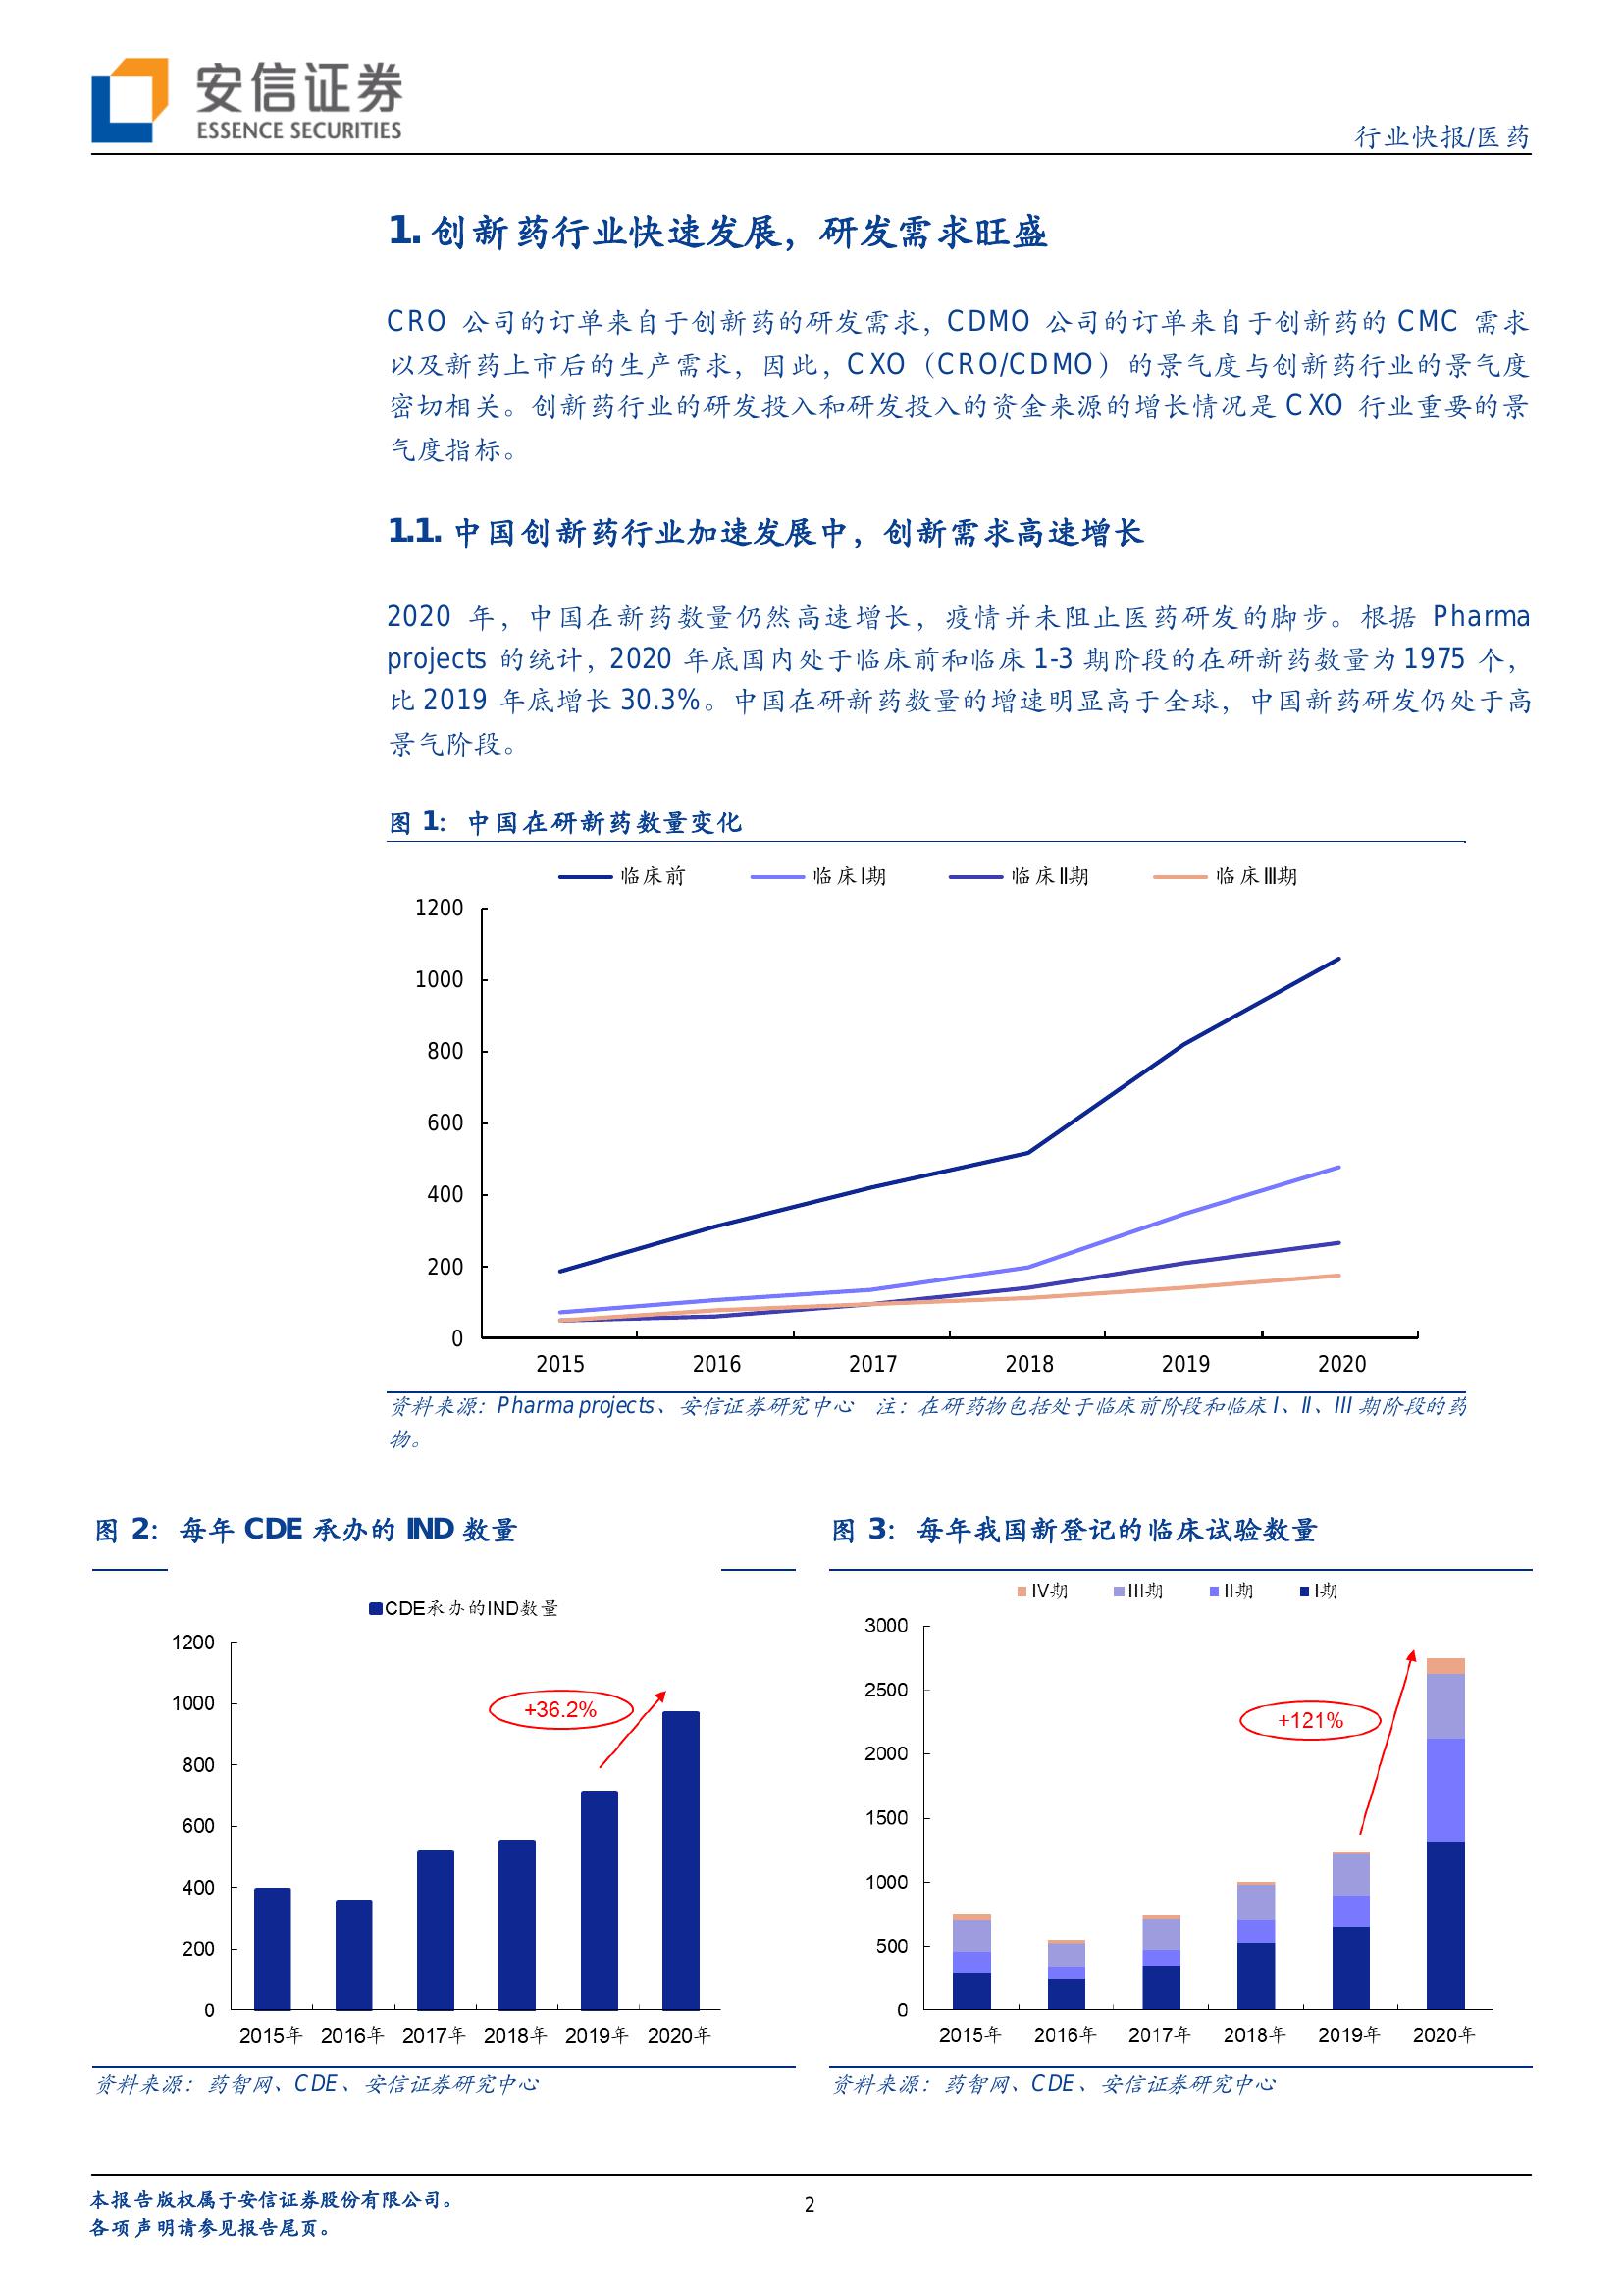 安信证券
ESSENCE SECURITIES
行业快报/医药
1. 创新药行业快速发展，研发需求旺盛
CRO 公司的订单来自于创新药的研发需求，CDMO 公司的订单来自于创新药的 CMC 需求
以及新药上市后的生产需求，因此，CXO（CRO/CDMO）的景气度与创新药行业的景气度
密切相关。创新药行业的研发投入和研发投入的资金来源的增长情况是 CXO 行业重要的景
气度指标。
1.1. 中国创新药行业加速发展中，创新需求高速增长
2020 年，中国在新药数量仍然高速增长，疫情并未阻止医药研发的脚步。根据 Pharma
projects 的统计，2020 年底国内处于临床前和临床 1-3 期阶段的在研新药数量为 1975 个，
比 2019 年底增长 30.3%。中国在研新药数量的增速明显高于全球，中国新药研发仍处于高
景气阶段。
图 1：中国在研新药数量变化
临床前 临床I期 临床II期 临床III期
1200
1000
800
600
400
200
0
2015 2016 2017 2018 2019 2020
资料来源：Pharma projects、安信证券研究中心 注：在研药物包括处于临床前阶段和临床 I、II、III 期阶段的药
物。
图 2：每年 CDE 承办的 IND 数量
CDE承办的IND数量
1200
1000
800
600
400
200
0
+36.2%
2015年 2016年 2017年 2018年 2019年 2020年
资料来源：药智网、CDE、安信证券研究中心
图 3：每年我国新登记的临床试验数量
IV期 III期 II期 I期
3000
2500
2000
1500
1000
500
0
+121%
2015年 2016年 2017年 2018年 2019年 2020年
资料来源：药智网、CDE、安信证券研究中心
本报告版权属于安信证券股份有限公司。
各项声明请参见报告尾页。
2